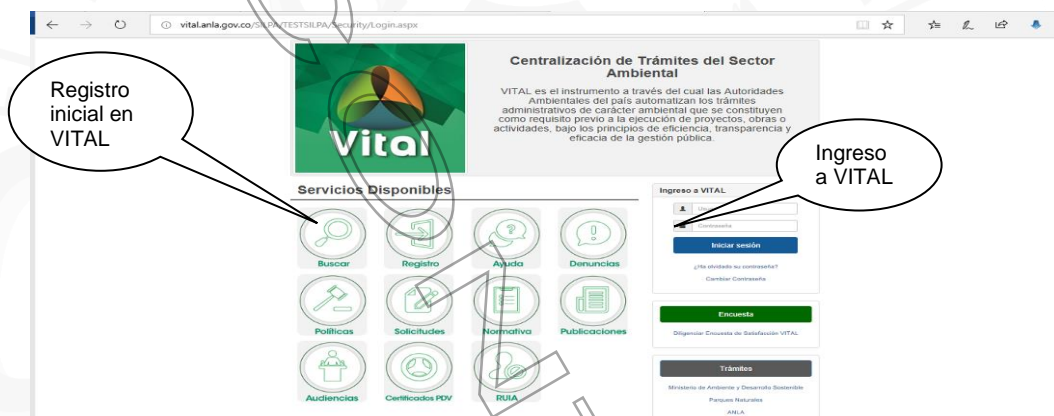 vital.anla.gov.co/SILPA/TESTSILPA/Security/Login.aspx
Registro
inicial en
VITAL
Vital
Centralización de Trámites del Sector
Ambiental
VITAL es el instrumento a través del cual las Autoridades
Ambientales del país automatizan los trámites
administrativos de carácter ambiental que se constituyen
como requisito previo a la ejecución de proyectos, obras o
actividades, bajo los principios de eficiencia, transparencia y
eficacia de la gestión pública.
Ingreso
a VITAL
Servicios Disponibles
Buscar
Registro
Ayuda
Denuncias
Políticas
Solicitudes
Normativa
Publicaciones
Audiencias
Certificados PDV
RUIA
Ingreso a VITAL
Contraseña
Iniciar sesión
¿Ha olvidado su contraseña?
Cambiar Contraseña
Encuesta
Diligenciar Encuesta de Satisfacción VITAL
Trámites
Ministerio de Ambiente y Desarrollo Sostenible
Parques Naturales
ANLA